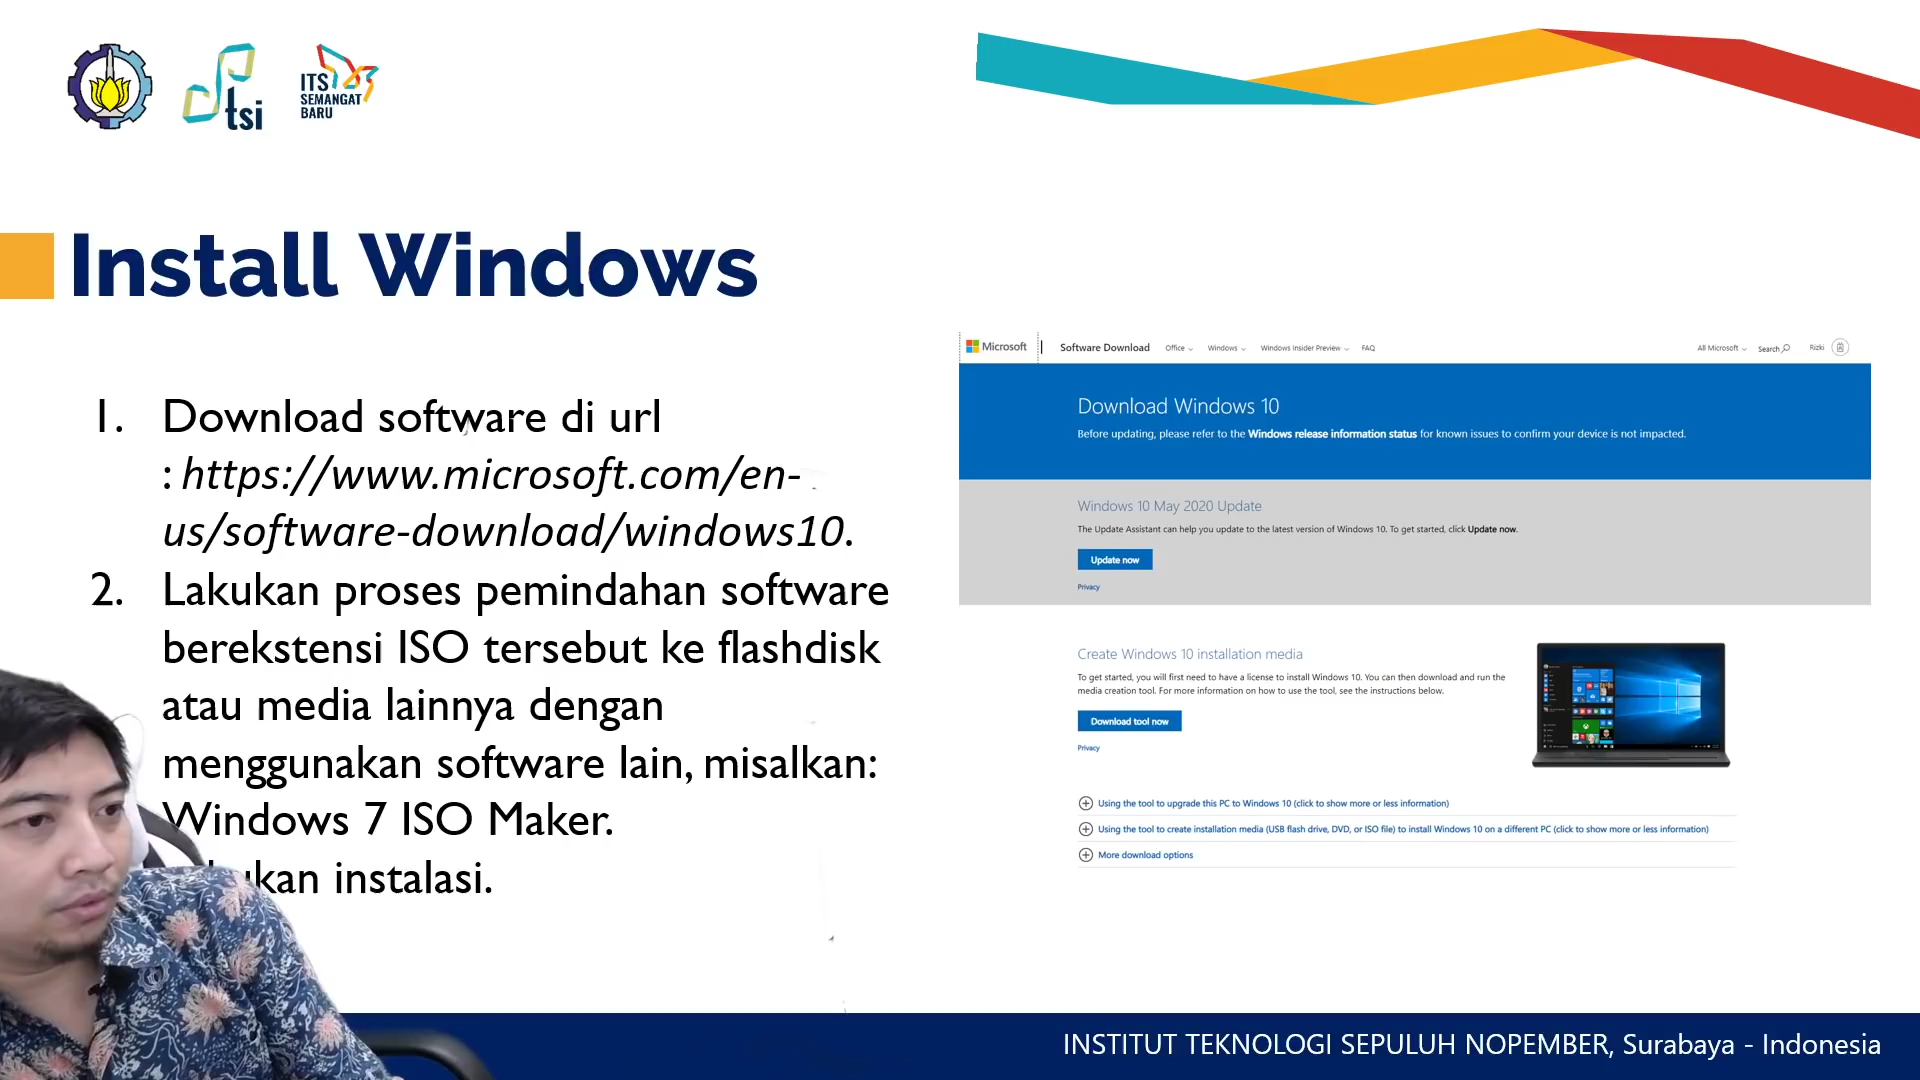 tsi
ITS
SEMANGAT
BARU
Install Windows
1. Download software di url
: https://www.microsoft.com/en-
us/software-download/windows10.
2. Lakukan proses pemindahan software
berekstensi ISO tersebut ke flashdisk
atau media lainnya dengan
menggunakan software lain, misalkan:
Windows 7 ISO Maker.
instalasi.
Microsoft
Software Download Office Windows Windows Insider Preview FAQ All Microsoft Search Rizki
Download Windows 10
Before updating, please refer to the Windows release information status for known issues to confirm your device is not impacted.
Windows 10 May 2020 Update
The Update Assistant can help you update to the latest version of Windows 10. To get started, click Update now.
Update now
Privacy
Create Windows 10 installation media
To get started, you will first need to have a license to install Windows 10. You can then download and run the
media creation tool. For more information on how to use the tool, see the instructions below.
Download tool now
Privacy
Using the tool to upgrade this PC to Windows 10 (click to show more or less information)
Using the tool to create installation media (USB flash drive, DVD, or ISO file) to install Windows 10 on a different PC (click to show more or less information)
More download options
INSTITUT TEKNOLOGI SEPULUH NOPEMBER, Surabaya - Indonesia